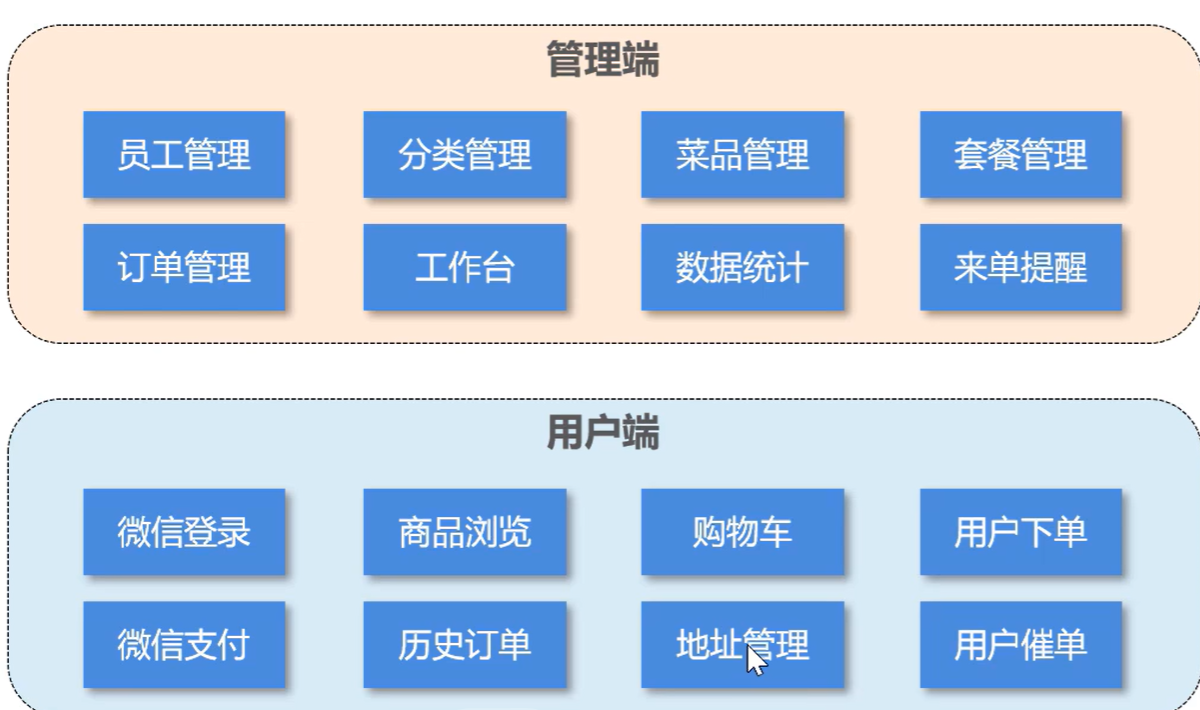 管理端
员工管理 分类管理 菜品管理 套餐管理
订单管理 工作台 数据统计 来单提醒
用户端
微信登录 商品浏览 购物车 用户下单
微信支付 历史订单 地址管理 用户催单